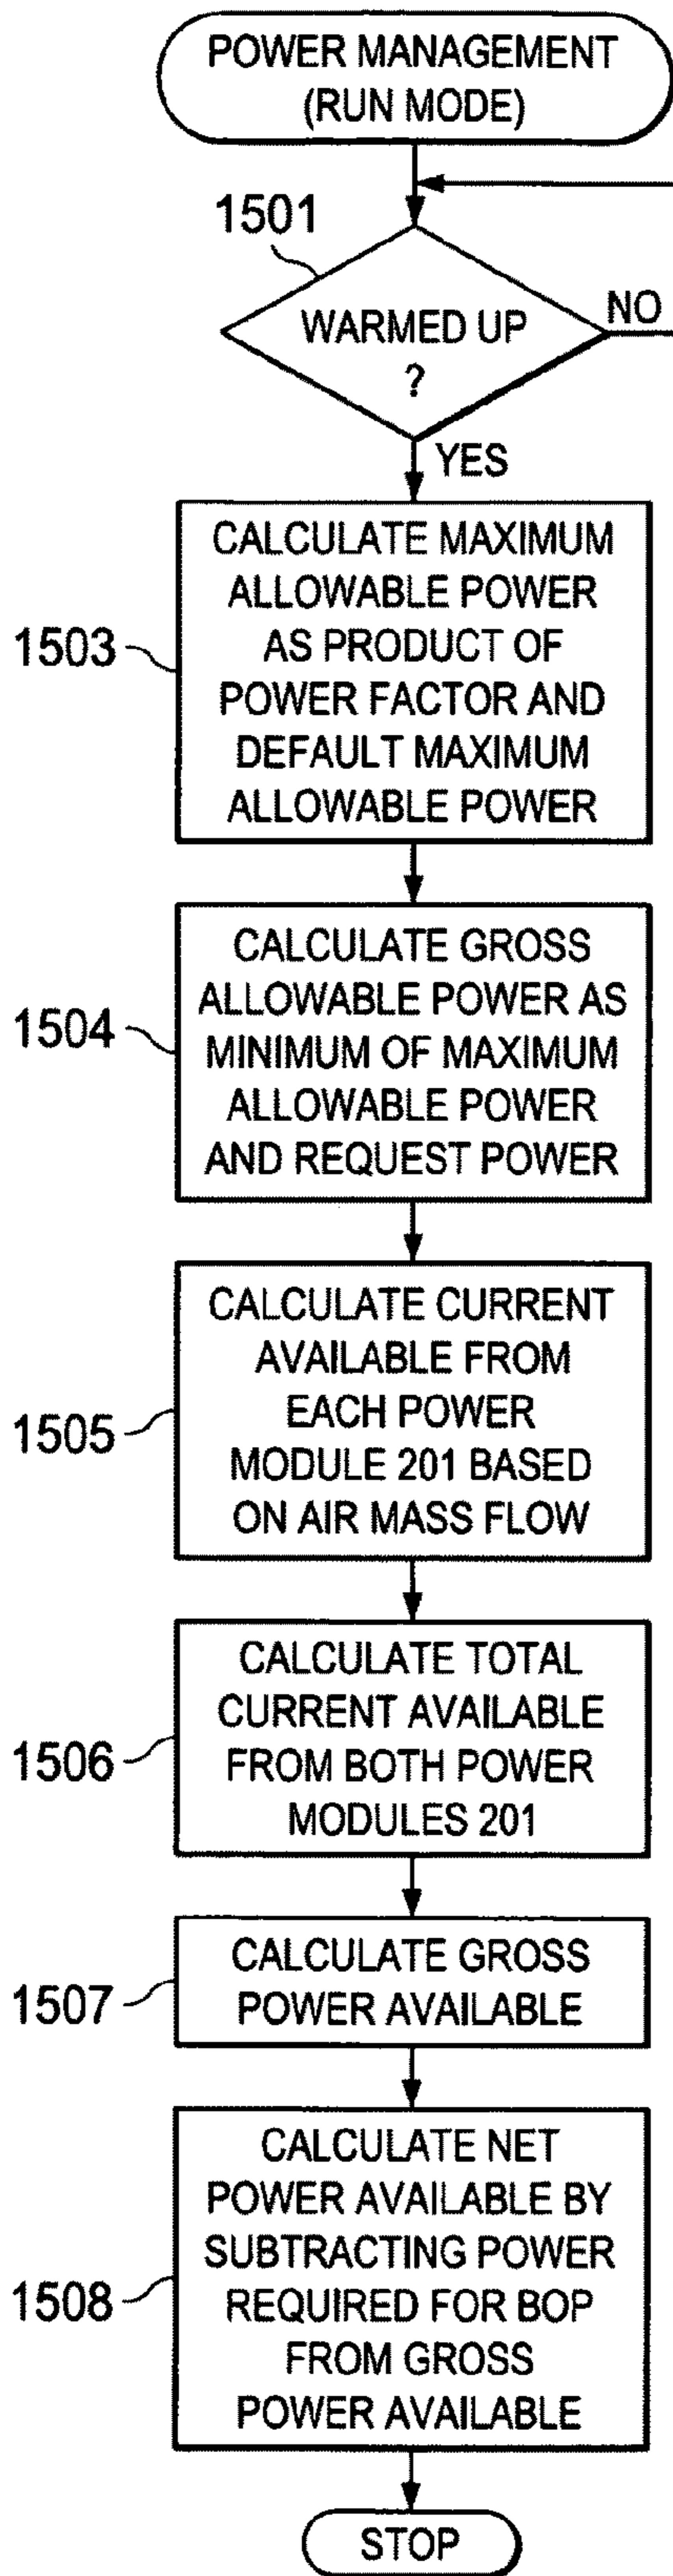 POWER MANAGEMENT
(RUN MODE)
1501
WARMED UP
?
NO
YES
1503
CALCULATE MAXIMUM
ALLOWABLE POWER
AS PRODUCT OF
POWER FACTOR AND
DEFAULT MAXIMUM
ALLOWABLE POWER
1504
CALCULATE GROSS
ALLOWABLE POWER AS
MINIMUM OF MAXIMUM
ALLOWABLE POWER
AND REQUEST POWER
1505
CALCULATE CURRENT
AVAILABLE FROM
EACH POWER
MODULE 201 BASED
ON AIR MASS FLOW
1506
CALCULATE TOTAL
CURRENT AVAILABLE
FROM BOTH POWER
MODULES 201
1507
CALCULATE GROSS
POWER AVAILABLE
1508
CALCULATE NET
POWER AVAILABLE BY
SUBTRACTING POWER
REQUIRED FOR BOP
FROM GROSS
POWER AVAILABLE
STOP